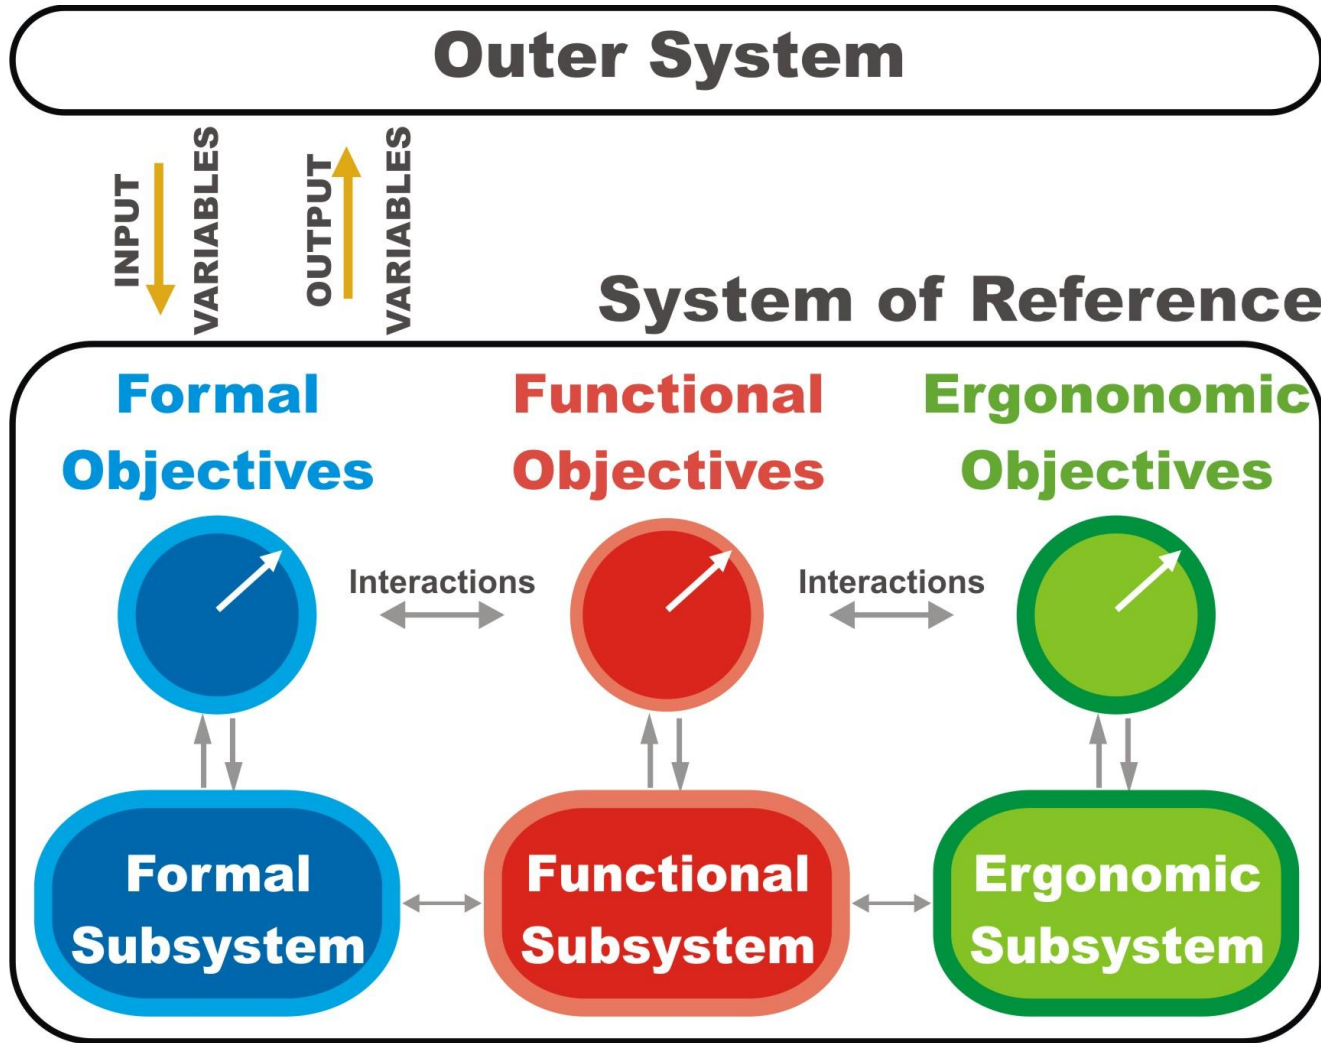 Outer System
INPUT
VARIABLES
OUTPUT
VARIABLES
System of Reference
Formal
Objectives
Functional
Objectives
Ergononomic
Objectives
Interactions
Interactions
Formal
Subsystem
Functional
Subsystem
Ergonomic
Subsystem